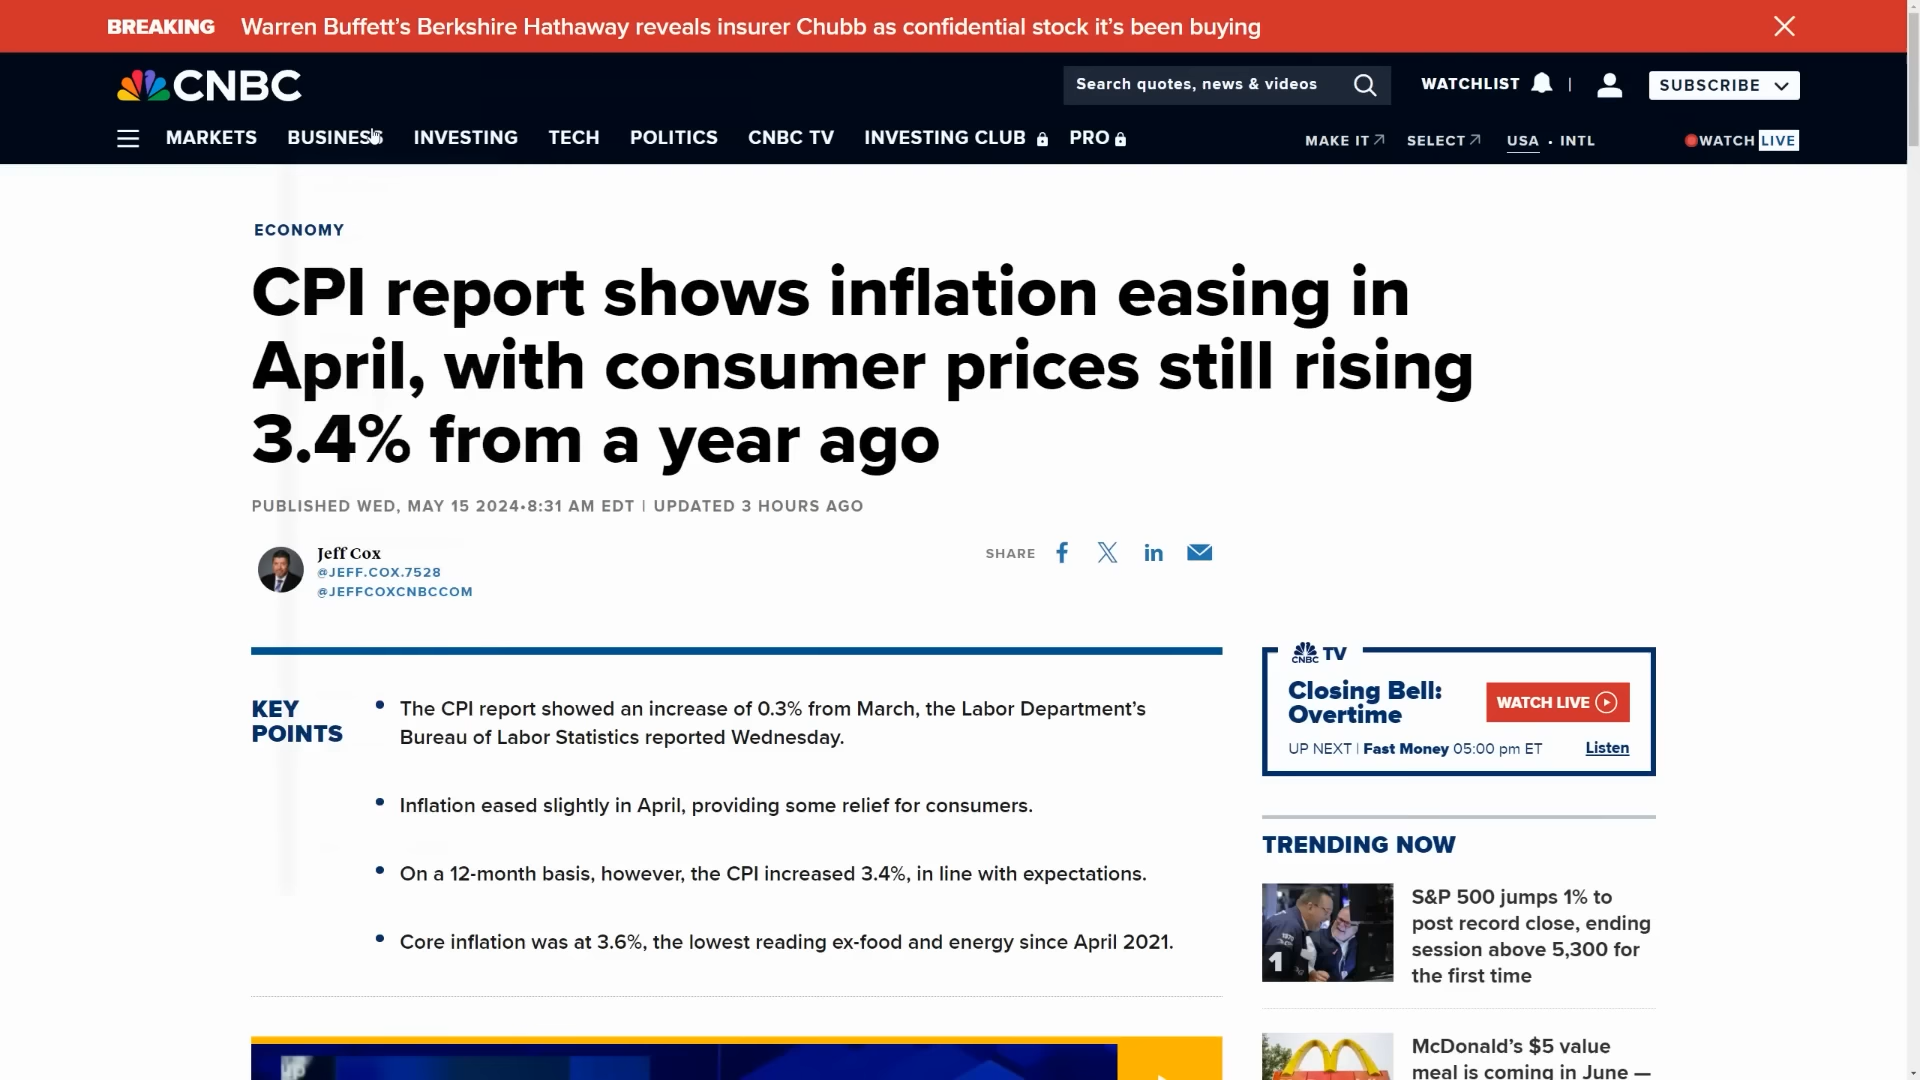 BREAKING Warren Buffett's Berkshire Hathaway reveals insurer Chubb as confidential stock it's been buying
CNBC
Search quotes, news & videos
WATCHLIST |
SUBSCRIBE
MARKETS BUSINESS INVESTING TECH POLITICS CNBC TV INVESTING CLUB PRO
MAKE IT SELECT USA • INTL
WATCH LIVE
ECONOMY
CPI report shows inflation easing in
April, with consumer prices still rising
3.4% from a year ago
PUBLISHED WED, MAY 15 2024•8:31 AM EDT | UPDATED 3 HOURS AGO
Jeff Cox
@JEFF.COX.7528
@JEFFCOXCNBCCOM
SHARE
KEY
POINTS
• The CPI report showed an increase of 0.3% from March, the Labor Department's
Bureau of Labor Statistics reported Wednesday.
• Inflation eased slightly in April, providing some relief for consumers.
• On a 12-month basis, however, the CPI increased 3.4%, in line with expectations.
• Core inflation was at 3.6%, the lowest reading ex-food and energy since April 2021.
CNBC TV
Closing Bell:
Overtime
WATCH LIVE
UP NEXT | Fast Money 05:00 pm ET
Listen
TRENDING NOW
1
S&P 500 jumps 1% to
post record close, ending
session above 5,300 for
the first time
McDonald's $5 value
meal is coming in June —
up